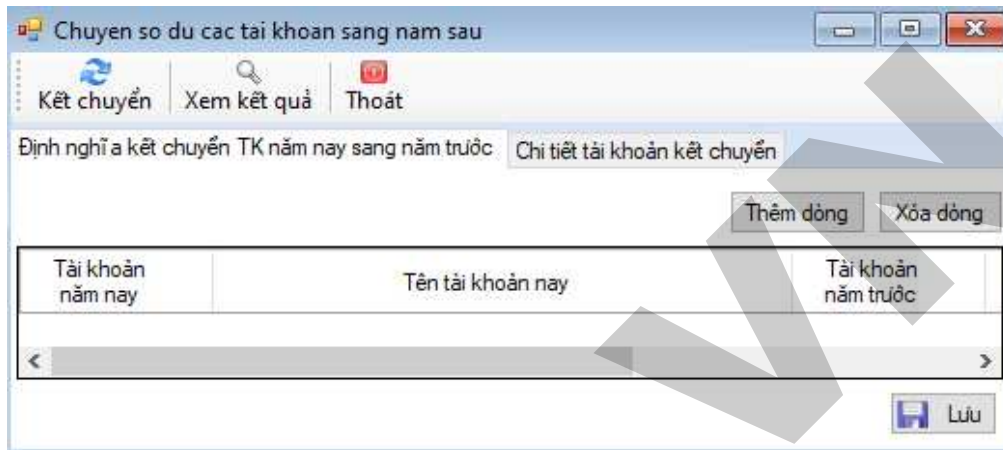 Chuyen so du cac tai khoan sang nam sau
Kết chuyển Xem kết quả Thoát
Định nghĩa kết chuyển TK năm nay sang năm trước Chi tiết tài khoản kết chuyển
Thêm dòng Xóa dòng
Tài khoản năm nay Tên tài khoản nay Tài khoản năm trước
Lưu
VN